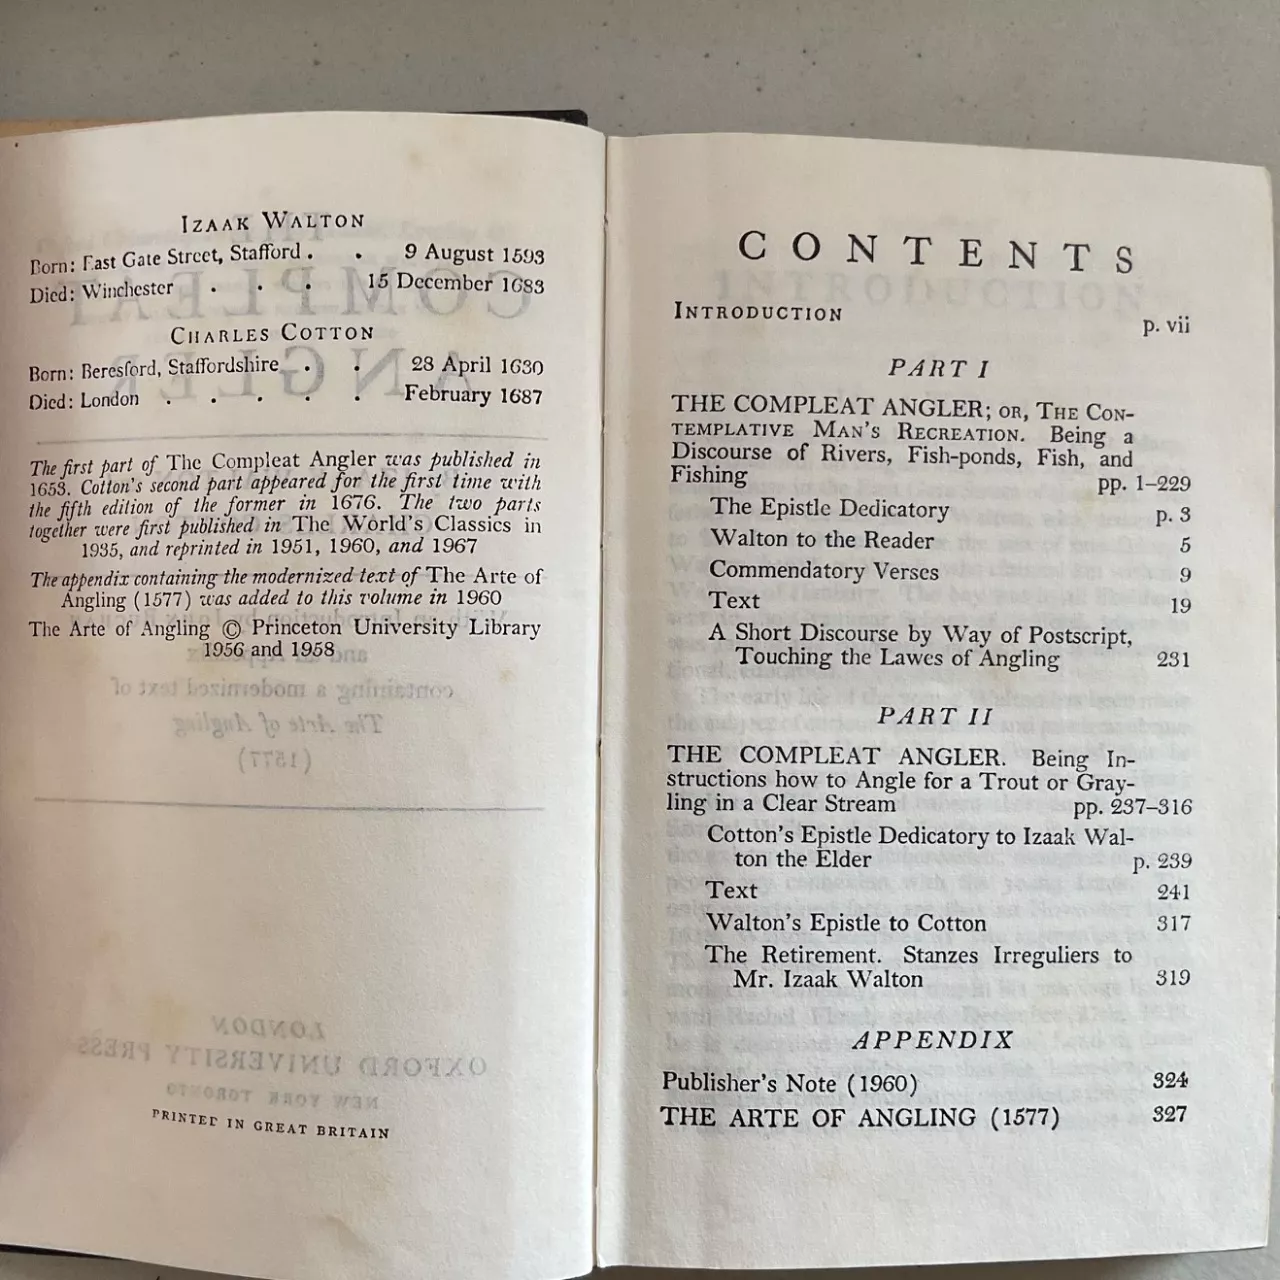 IZAAK WALTON
Born: East Gate Street, Stafford . . 9 August 1593
Died: Winchester . . . 15 December 1683
CHARLES COTTON
Born: Beresford, Staffordshire . . 28 April 1630
Died: London . . . . . February 1687
The first part of The Compleat Angler was published in
1653. Cotton's second part appeared for the first time with
the fifth edition of the former in 1676. The two parts
together were first published in The World's Classics in
1935, and reprinted in 1951, 1960, and 1967
The appendix containing the modernized text of The Arte of
Angling (1577) was added to this volume in 1960
The Arte of Angling © Princeton University Library
1956 and 1958
PRINTED IN GREAT BRITAIN
CONTENTS
INTRODUCTION p. vii
PART I
THE COMPLEAT ANGLER; OR, THE CON-
TEMPLATIVE MAN'S RECREATION. Being a
Discourse of Rivers, Fish-ponds, Fish, and
Fishing pp. 1–229
The Epistle Dedicatory p. 3
Walton to the Reader 5
Commendatory Verses 9
Text 19
A Short Discourse by Way of Postscript,
Touching the Lawes of Angling 231
PART II
THE COMPLEAT ANGLER. Being In-
structions how to Angle for a Trout or Gray-
ling in a Clear Stream pp. 237–316
Cotton's Epistle Dedicatory to Izaak Wal-
ton the Elder p. 239
Text 241
Walton's Epistle to Cotton 317
The Retirement. Stanzes Irreguliers to
Mr. Izaak Walton 319
APPENDIX
Publisher's Note (1960) 324
THE ARTE OF ANGLING (1577) 327